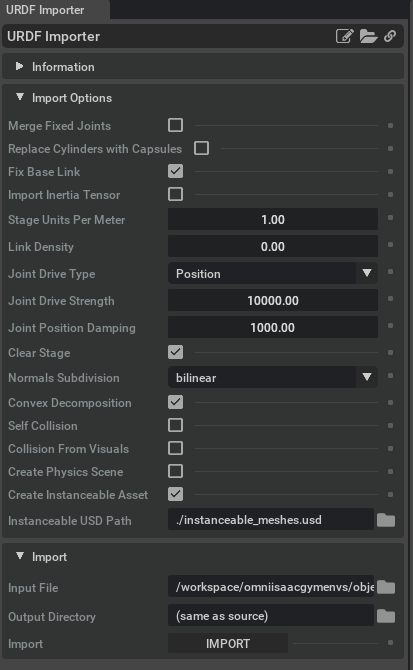 URDF Importer
URDF Importer
Information
Import Options
Merge Fixed Joints
Replace Cylinders with Capsules
Fix Base Link
Import Inertia Tensor
Stage Units Per Meter 1.00
Link Density 0.00
Joint Drive Type Position
Joint Drive Strength 10000.00
Joint Position Damping 1000.00
Clear Stage
Normals Subdivision bilinear
Convex Decomposition
Self Collision
Collision From Visuals
Create Physics Scene
Create Instanceable Asset
Instanceable USD Path ./instanceable_meshes.usd
Import
Input File /workspace/omniisaacgymenvs/obje
Output Directory (same as source)
Import IMPORT